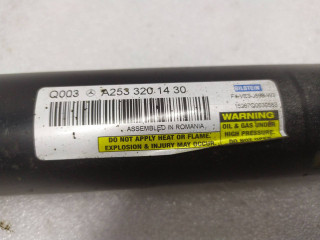 Q003 A253 320 14 30
BILSTEIN
ASSEMBLED IN ROMANIA
DO NOT APPLY HEAT OR FLAME.
EXPLOSION & INJURY MAY OCCUR.
WARNING
OIL & GAS UNDER
HIGH PRESSURE.